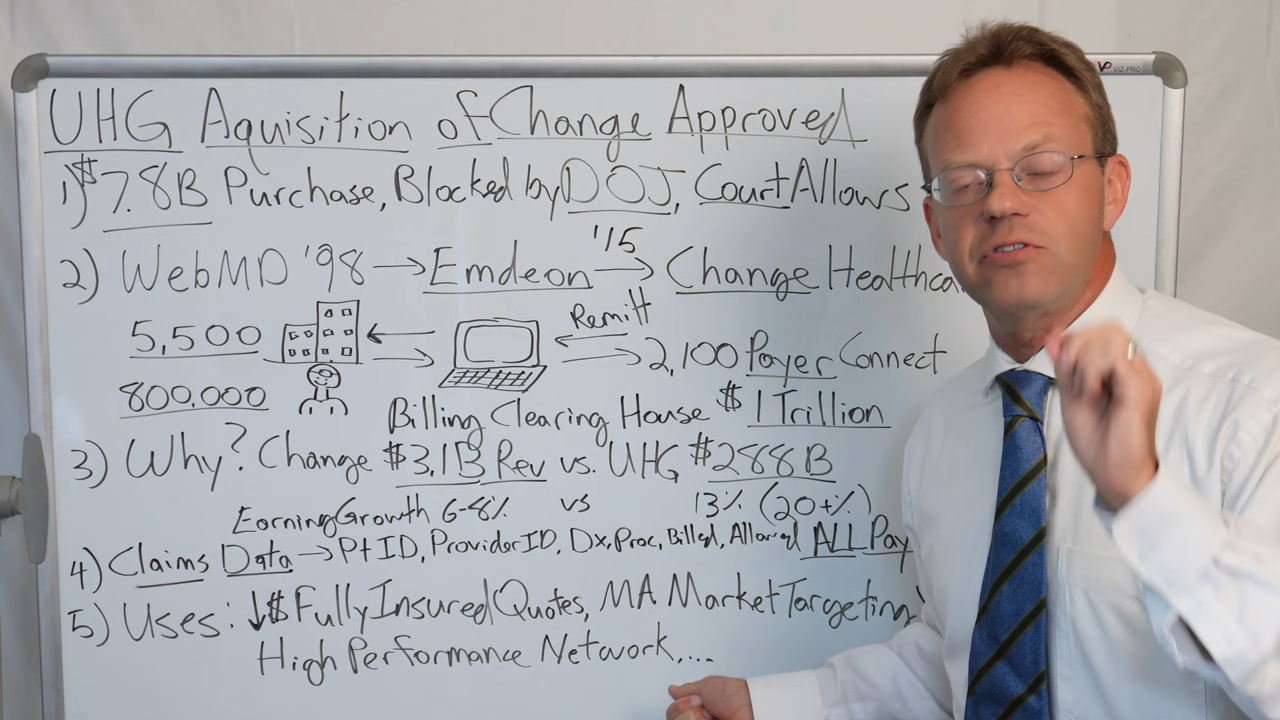 UHG Aquisition of Change Approved
VIZ-PRO
1) $7.8B Purchase, Blocked by DOJ, Court Allows
'15
2) WebMD '98 → Emdeon → Change Healthca
Remitt
5,500
2,100 Payer Connect
800,000
Billing Clearing House $1 Trillion
3) Why? Change $3.1B Rev vs. UHG $288B
Earning Growth 6-8% vs 13% (20+%)
4) Claims Data → Pt ID, Provider ID, Dx, Proc, Billed, Allowed ALL Pay
5) Uses: ↓$ Fully Insured Quotes, MA Market Targeting,
High Performance Network,...